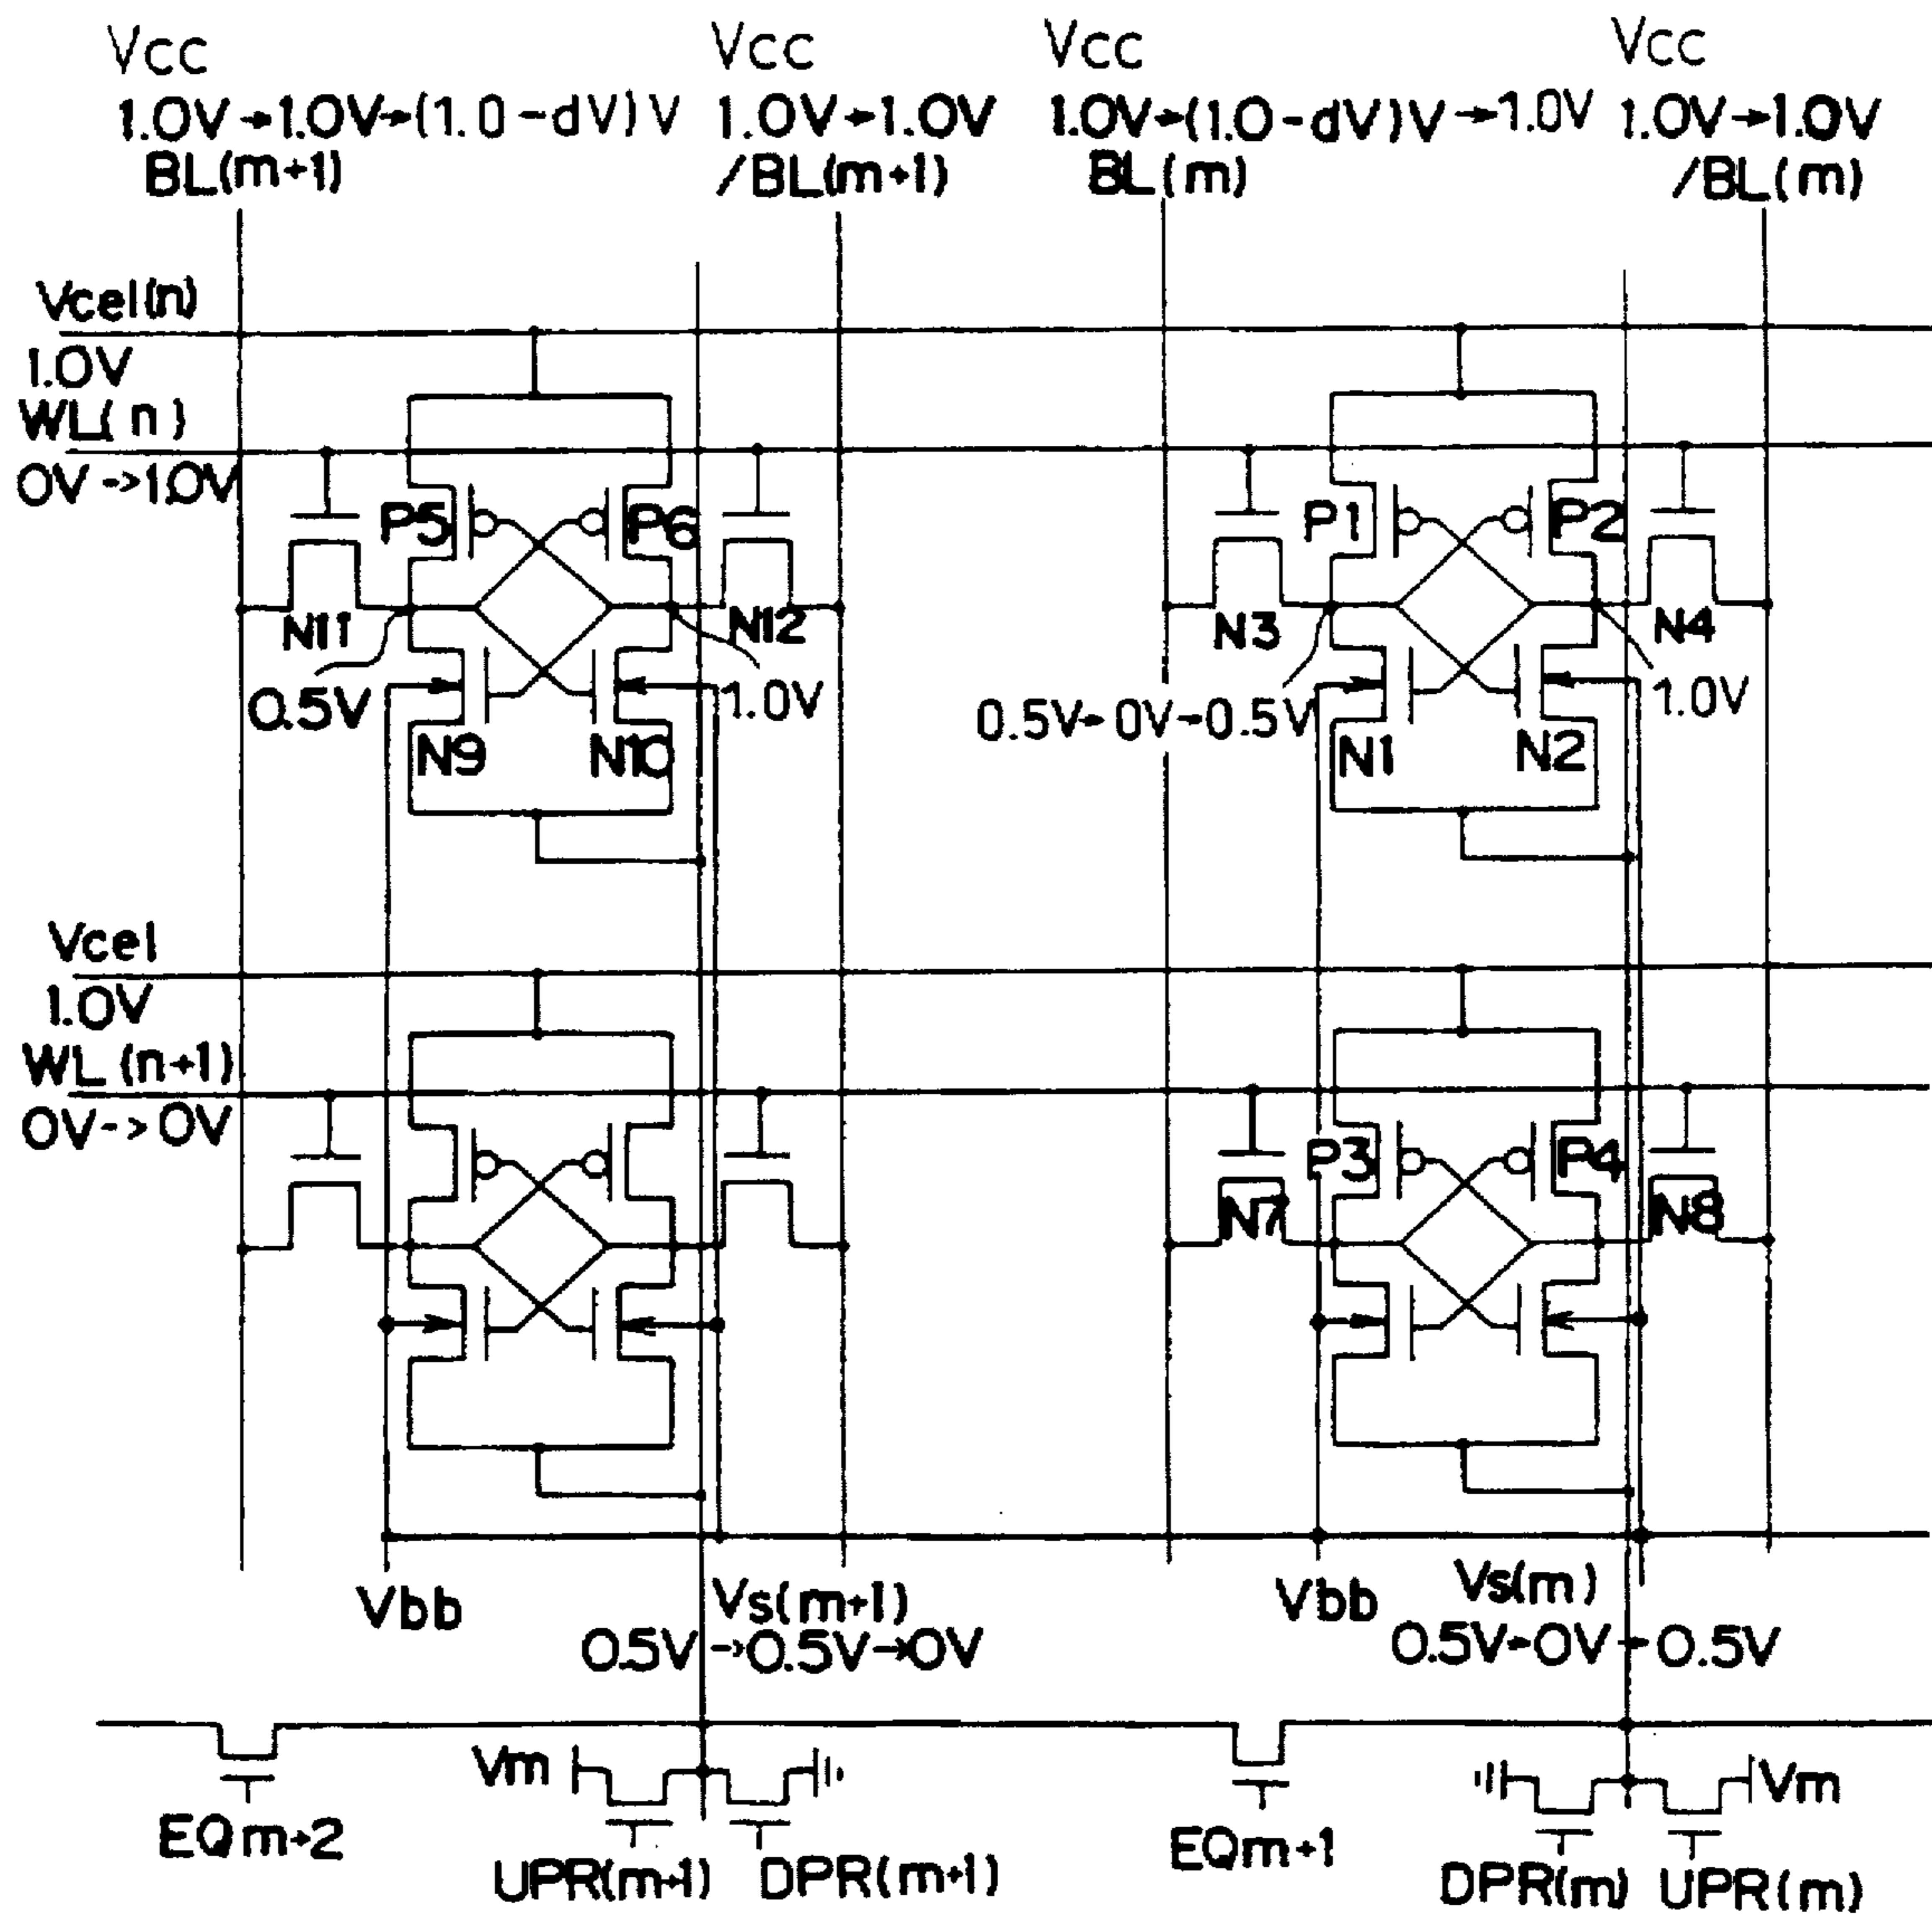 Vcc Vcc Vcc Vcc
1.0V→1.0V→(1.0-dV)V 1.0V→1.0V 1.0V→(1.0-dV)V→1.0V 1.0V→1.0V
BL(m+1) /BL(m+1) BL(m) /BL(m)
Vcel(n)
1.0V
WL(n)
0V->1.0V
P5 P6 P1 P2
N11 N12 N3 N4
0.5V 1.0V 0.5V→0V→0.5V 1.0V
N9 N10 N1 N2
Vcel
1.0V
WL(n+1)
0V->0V
P3 P4
N7 N8
Vbb Vs(m+1) Vbb Vs(m)
0.5V→0.5V→0V 0.5V→0V→0.5V
Vm Vm
EQm+2 EQm+1
UPR(m+1) DPR(m+1) DPR(m) UPR(m)